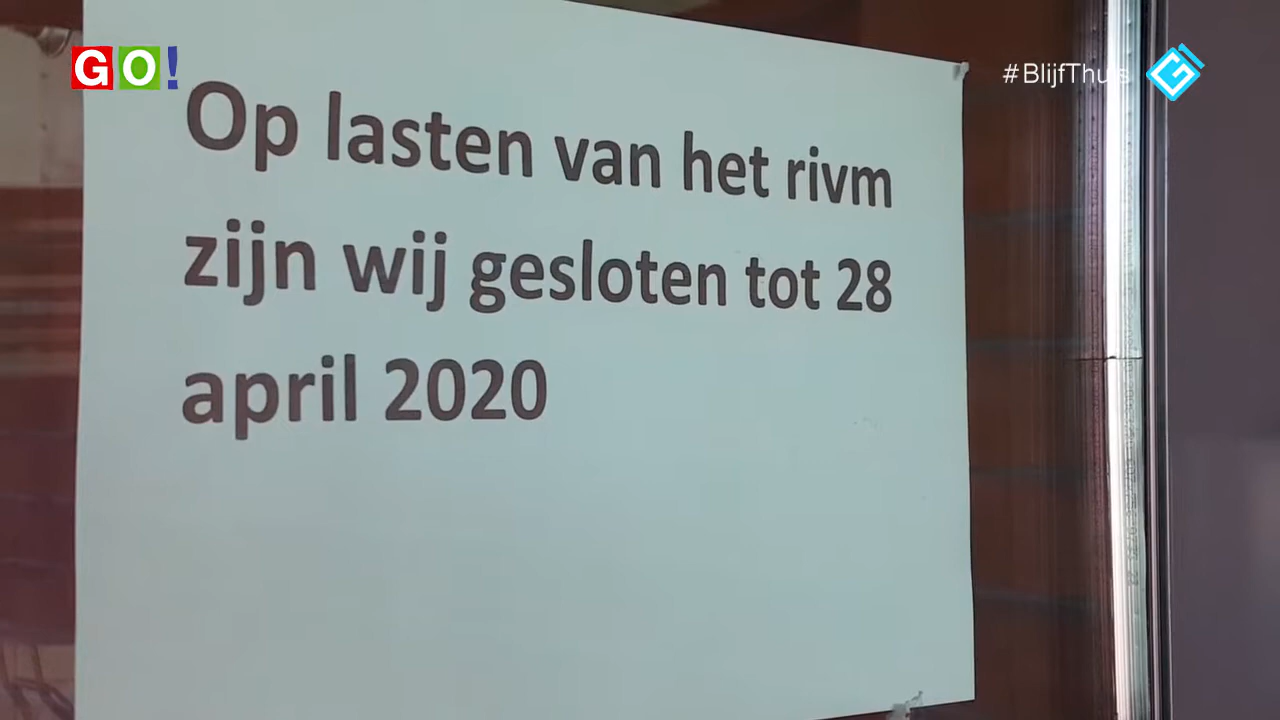 GO!
#BlijfThuis
Op lasten van het rivm
zijn wij gesloten tot 28
april 2020